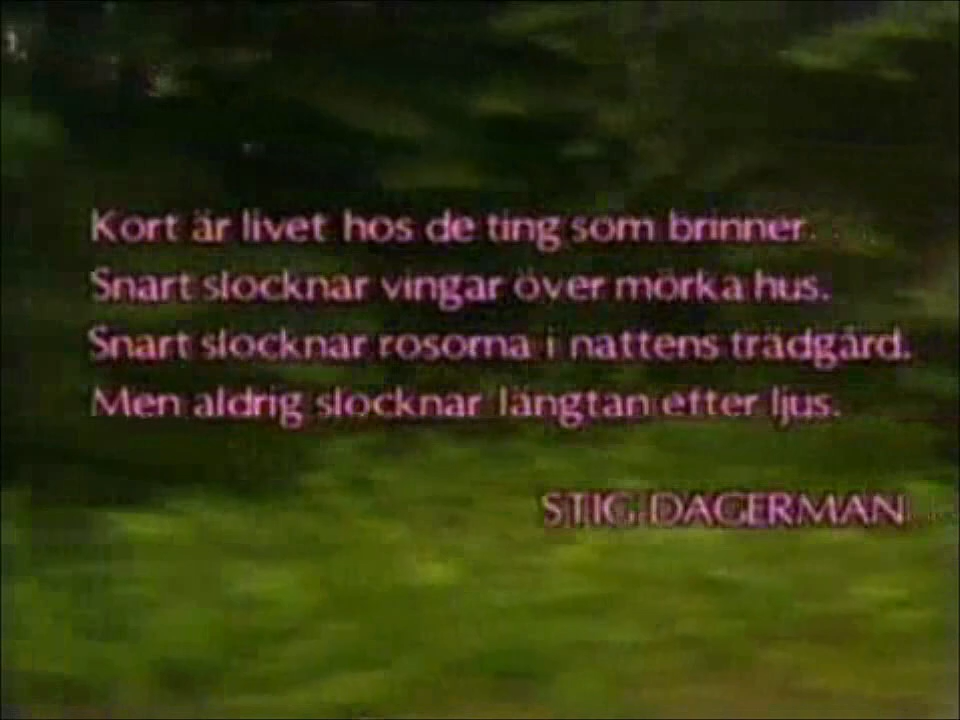 Kort är livet hos de ting som brinner.
Snart slocknar vingar över mörka hus.
Snart slocknar rosorna i nattens trädgård.
Men aldrig slocknar längtan efter ljus.
STIG DAGERMAN